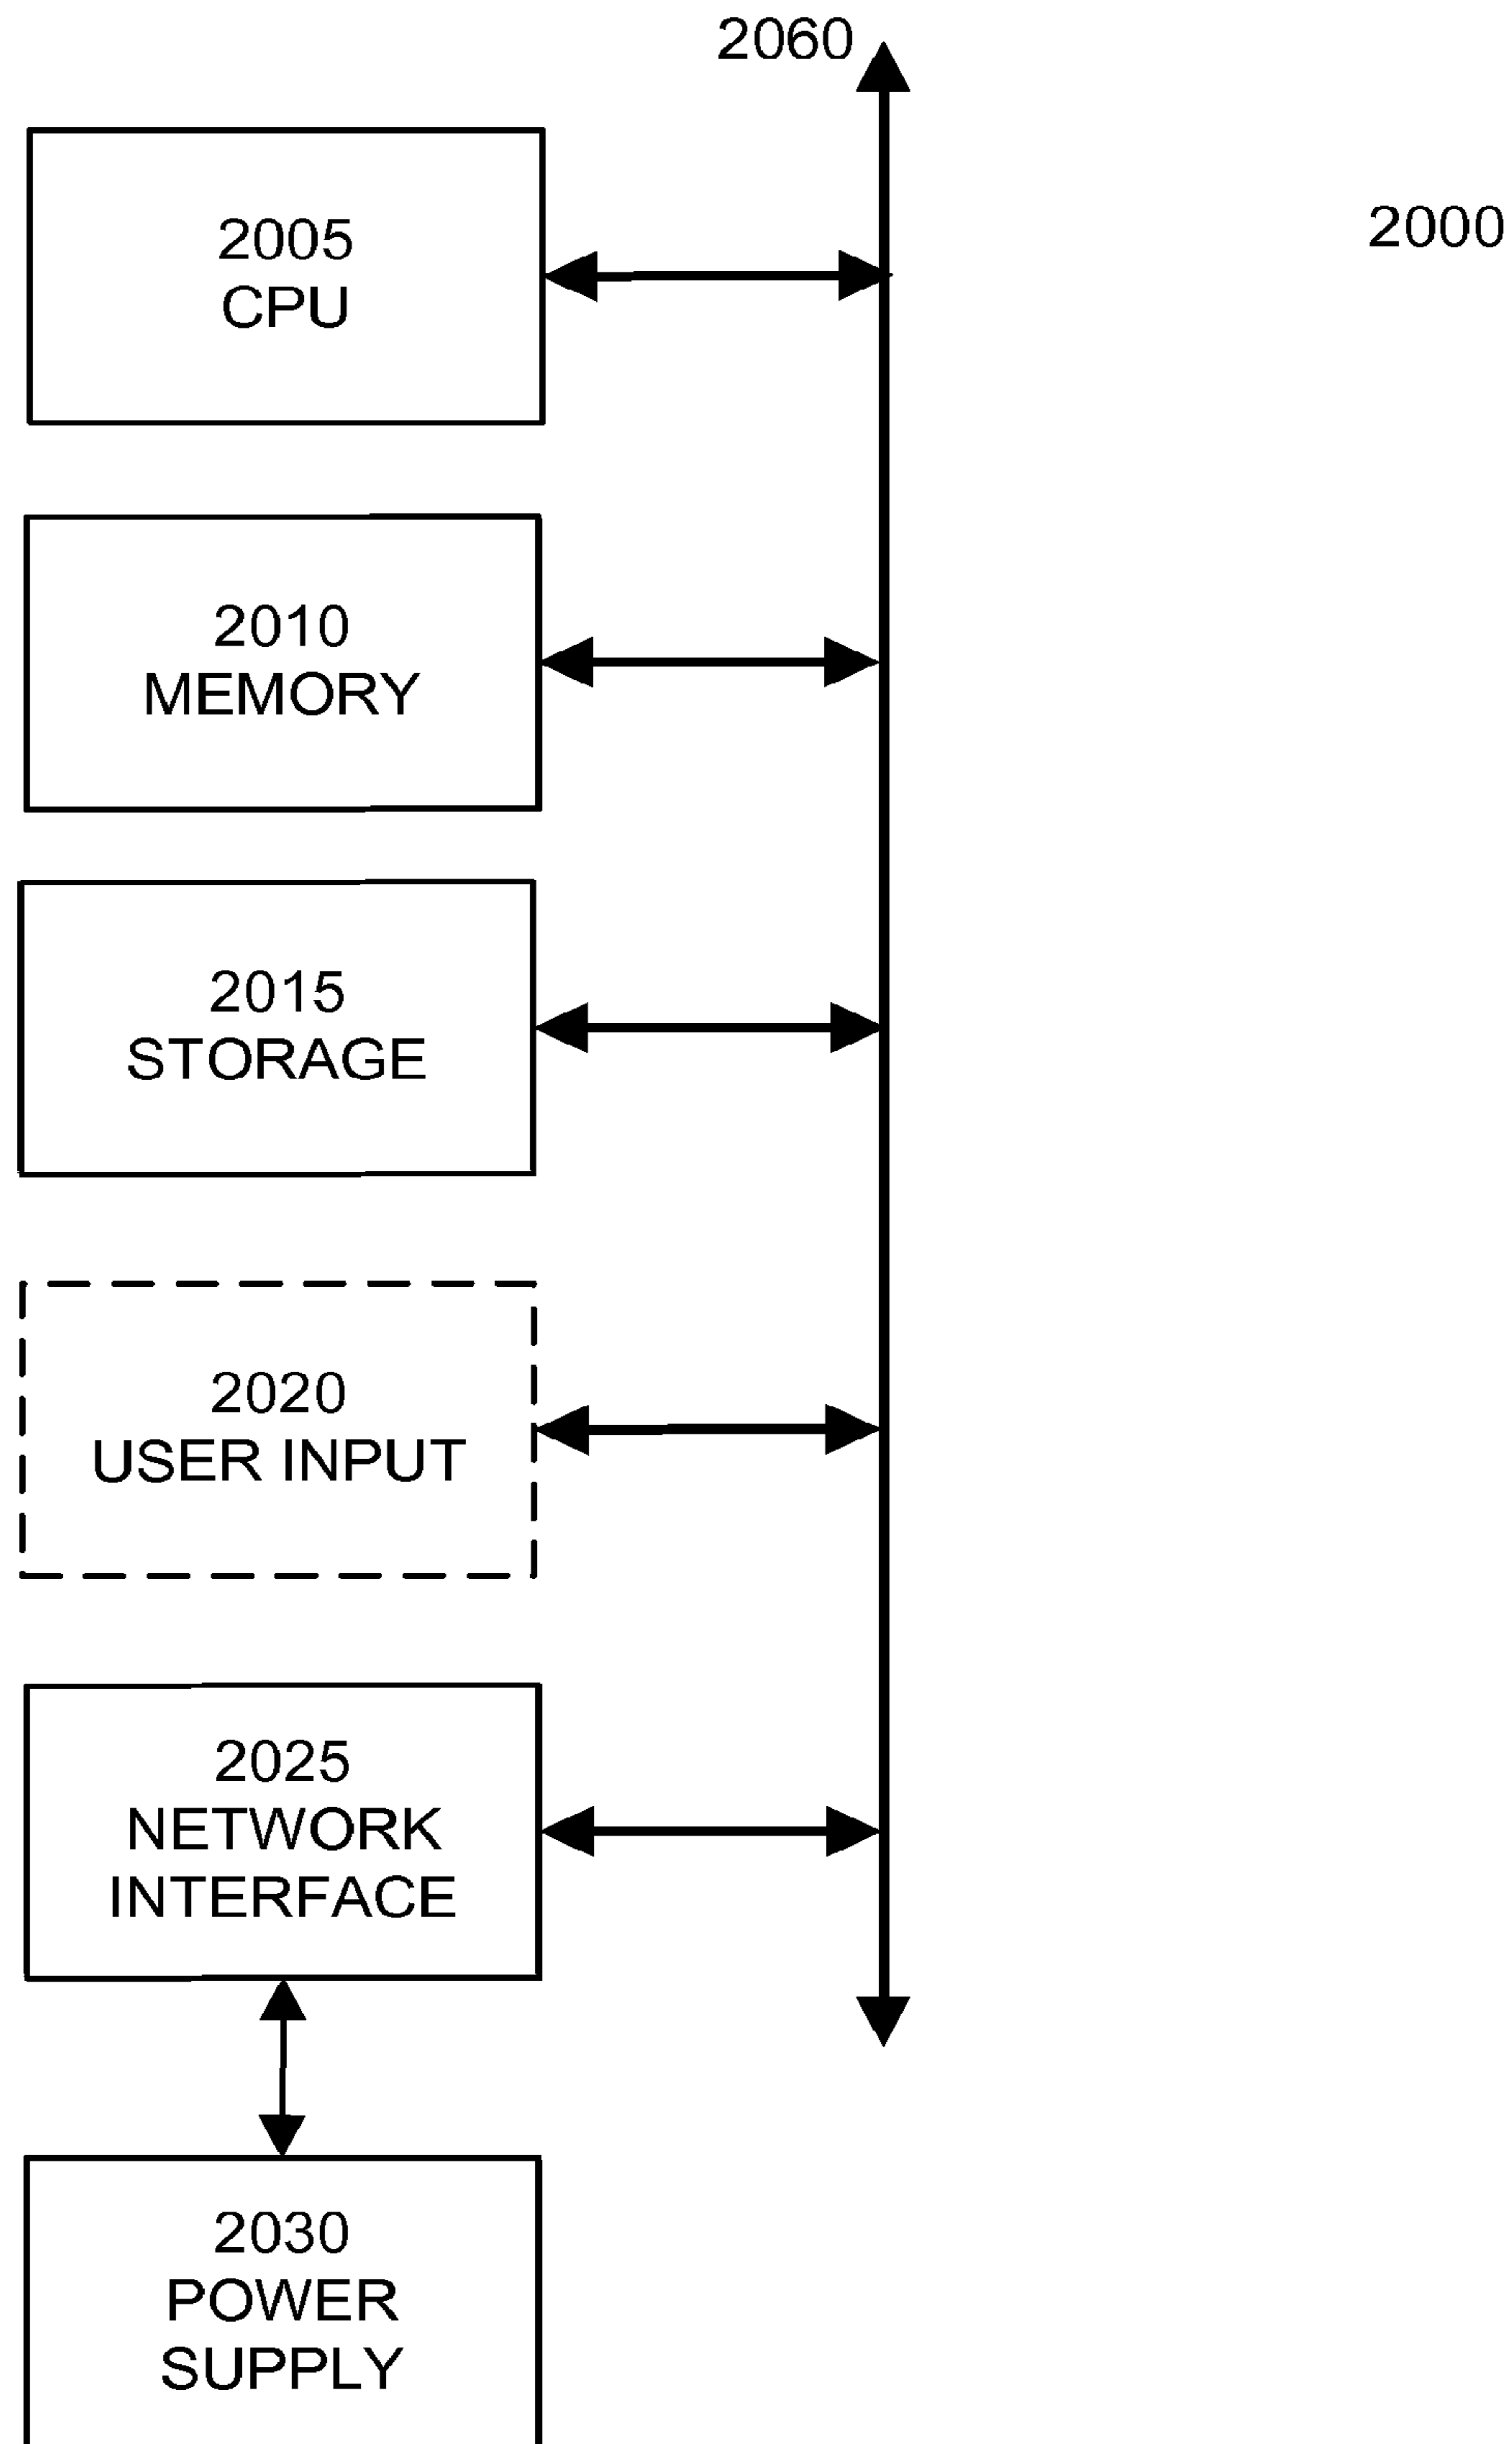 2060
2000
2005
CPU
2010
MEMORY
2015
STORAGE
2020
USER INPUT
2025
NETWORK
INTERFACE
2030
POWER
SUPPLY